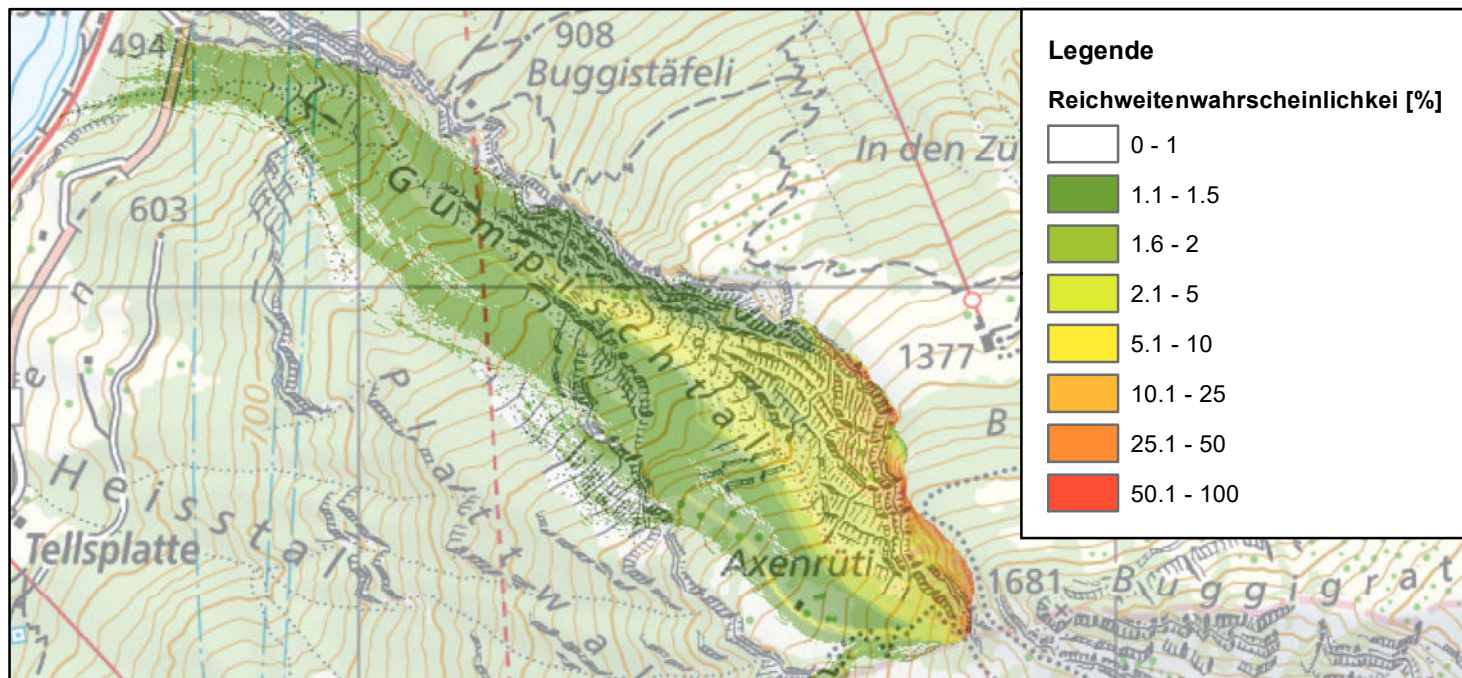 494
908
Buggistäfeli
In den Zü
603
Gumpischtal
1377
B
en
700
Plattwal
Heisstal
Tellsplatte
Axenrüti
1681
Buggigrat
Legende
Reichweitenwahrscheinlichkei [%]
0 - 1
1.1 - 1.5
1.6 - 2
2.1 - 5
5.1 - 10
10.1 - 25
25.1 - 50
50.1 - 100